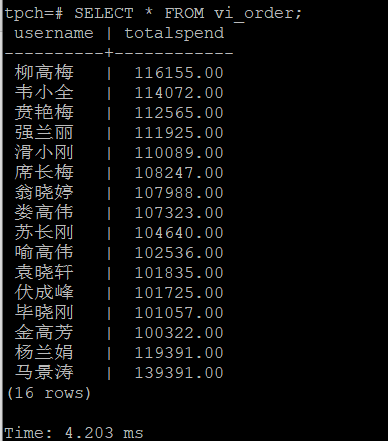 tpch=# SELECT * FROM vi_order;
username | totalspend
----------+------------
柳高梅 | 116155.00
韦小全 | 114072.00
贲艳梅 | 112565.00
强兰丽 | 111925.00
滑小刚 | 110089.00
席长梅 | 108247.00
翁晓婷 | 107988.00
娄高伟 | 107323.00
苏长刚 | 104640.00
喻高伟 | 102536.00
袁晓轩 | 101835.00
伏成峰 | 101725.00
毕晓刚 | 101057.00
金高芳 | 100322.00
杨兰娟 | 119391.00
马景涛 | 139391.00
(16 rows)
Time: 4.203 ms